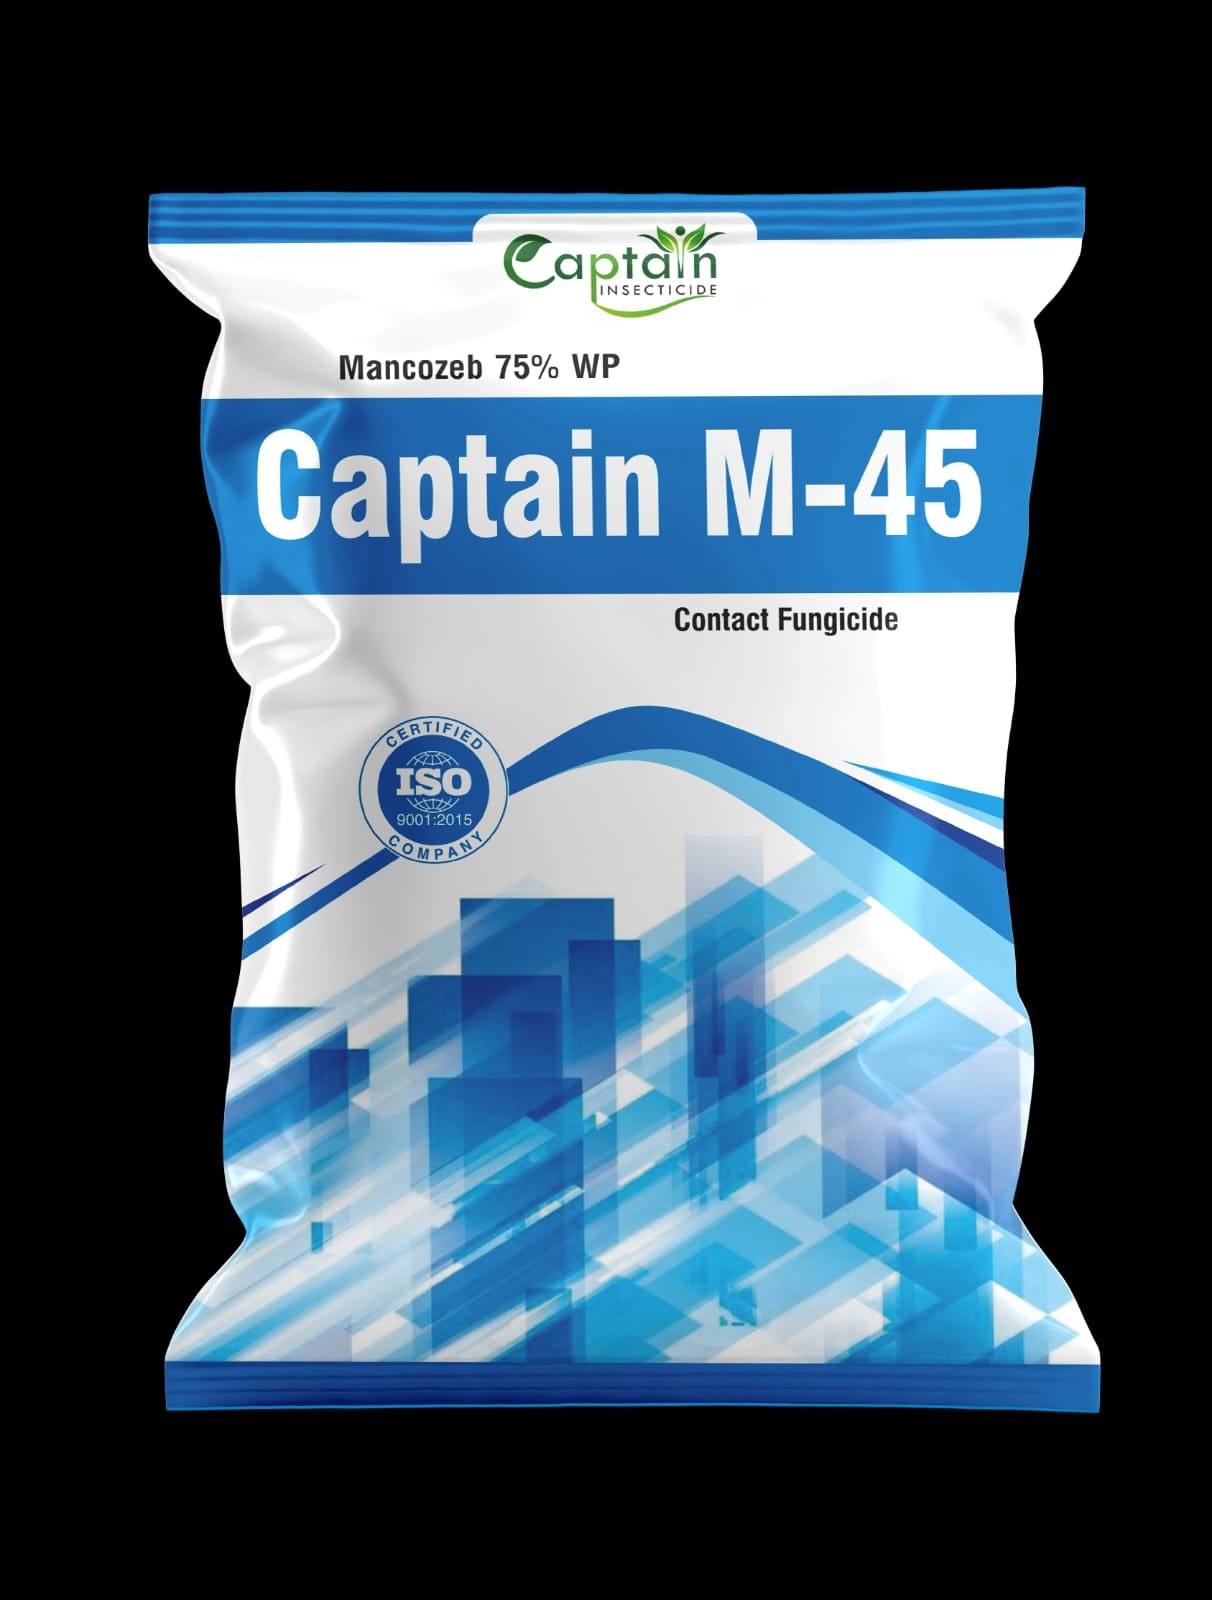 Captain
INSECTICIDE
Mancozeb 75% WP
Captain M-45
Contact Fungicide
CERTIFIED
ISO
9001:2015
COMPANY